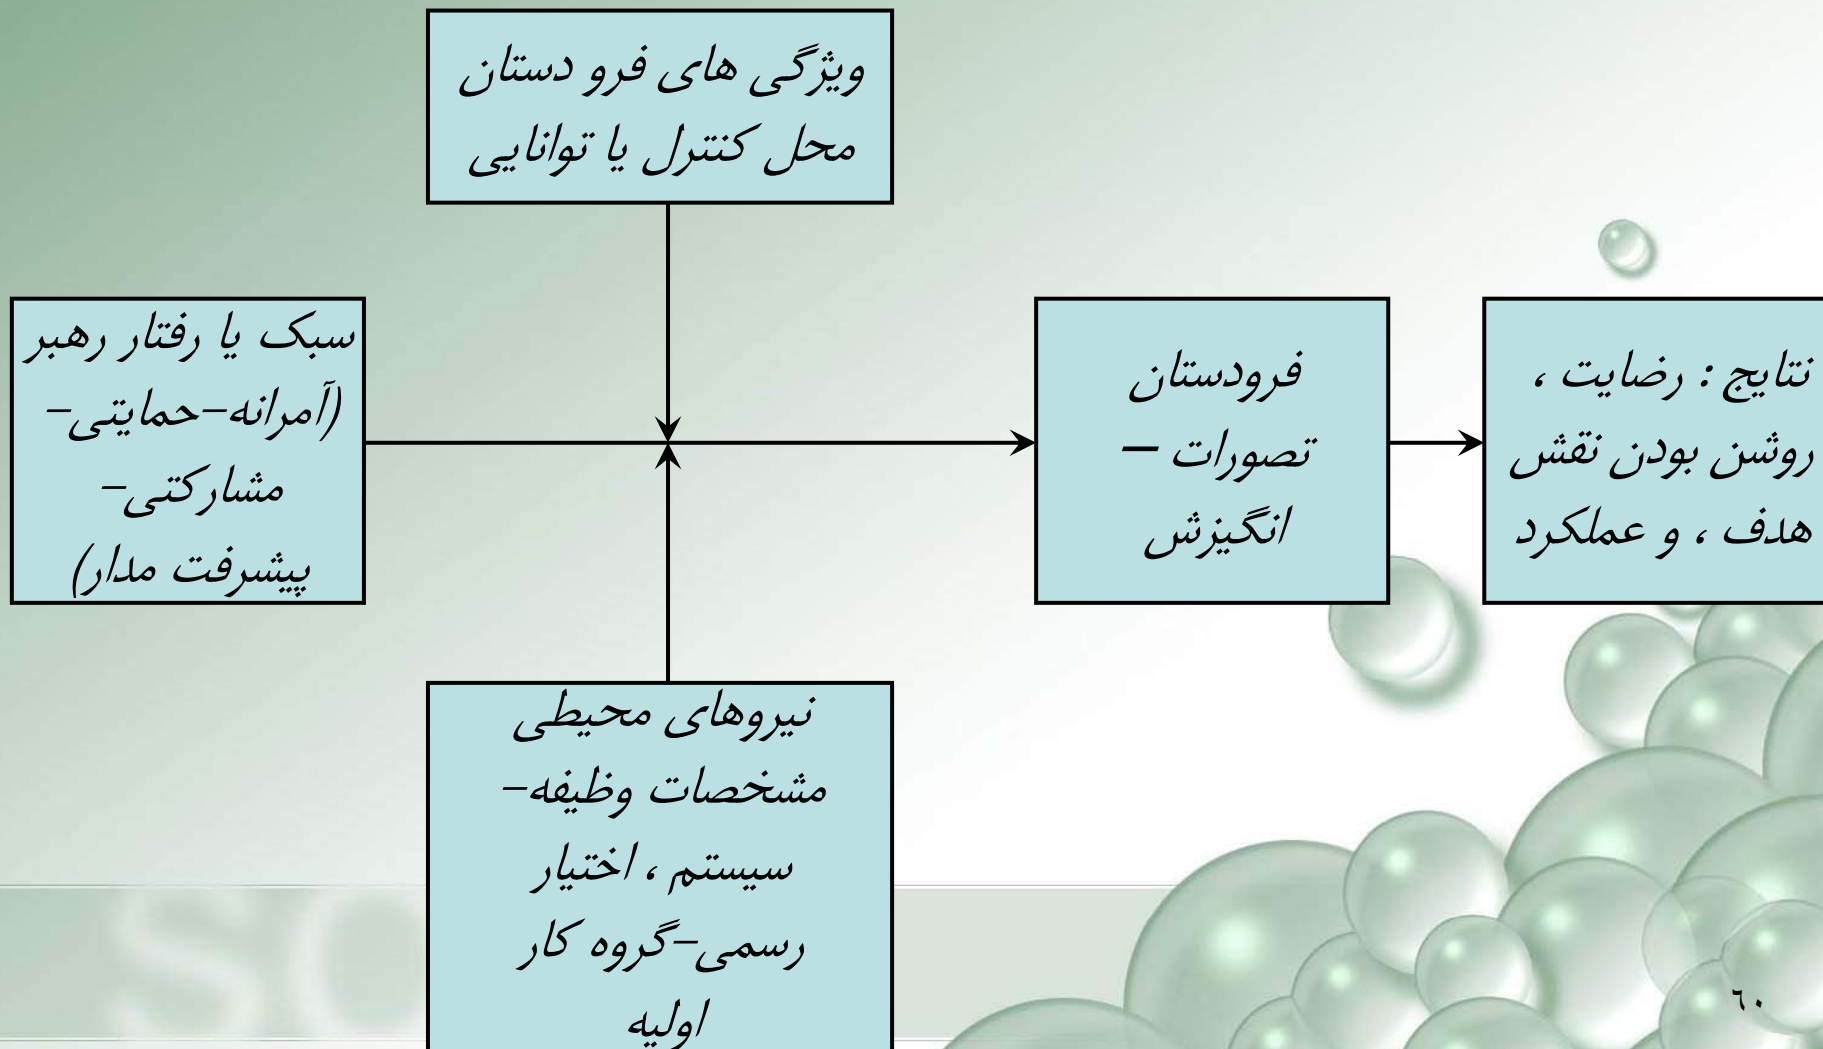 ویژگی های فرو دستان
محل کنترل یا توانایی
سبک یا رفتار رهبر
(آمرانه-حمایتی-
مشارکتی-
پیشرفت مدار)
فرودستان
تصورات –
انگیزش
نتایج : رضایت ،
روشن بودن نقش
هدف ، و عملکرد
نیروهای محیطی
مشخصات وظیفه-
سیستم ، اختیار
رسمی-گروه کار
اولیه
٦٠